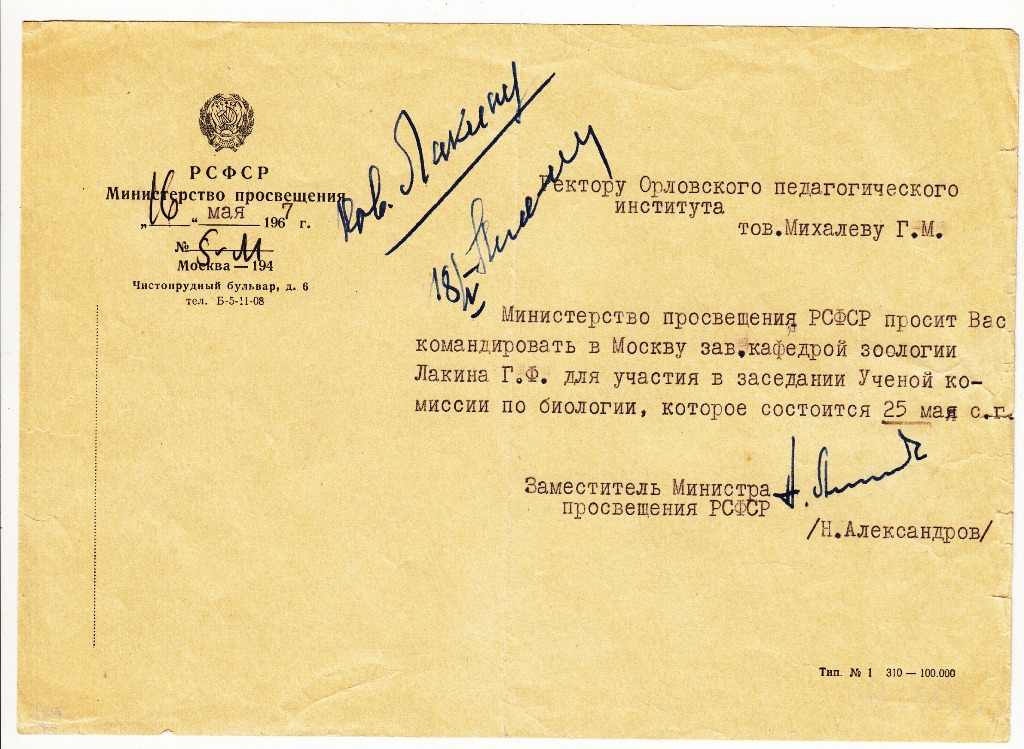 РСФСР
Министерство просвещения
„16“ мая 1967 г.
№ 5-М
Москва — 194
Чистопрудный бульвар, д. 6
тел. Б-5-11-08
тов. Лакину
18/V
Ректору Орловского педагогического
института
тов.Михалеву Г.М.
Министерство просвещения РСФСР просит Вас
командировать в Москву зав.кафедрой зоологии
Лакина Г.Ф. для участия в заседании Ученой ко-
миссии по биологии, которое состоится 25 мая с.г.
Заместитель Министра
просвещения РСФСР
/Н.Александров/
Тип. № 1 310 — 100.000